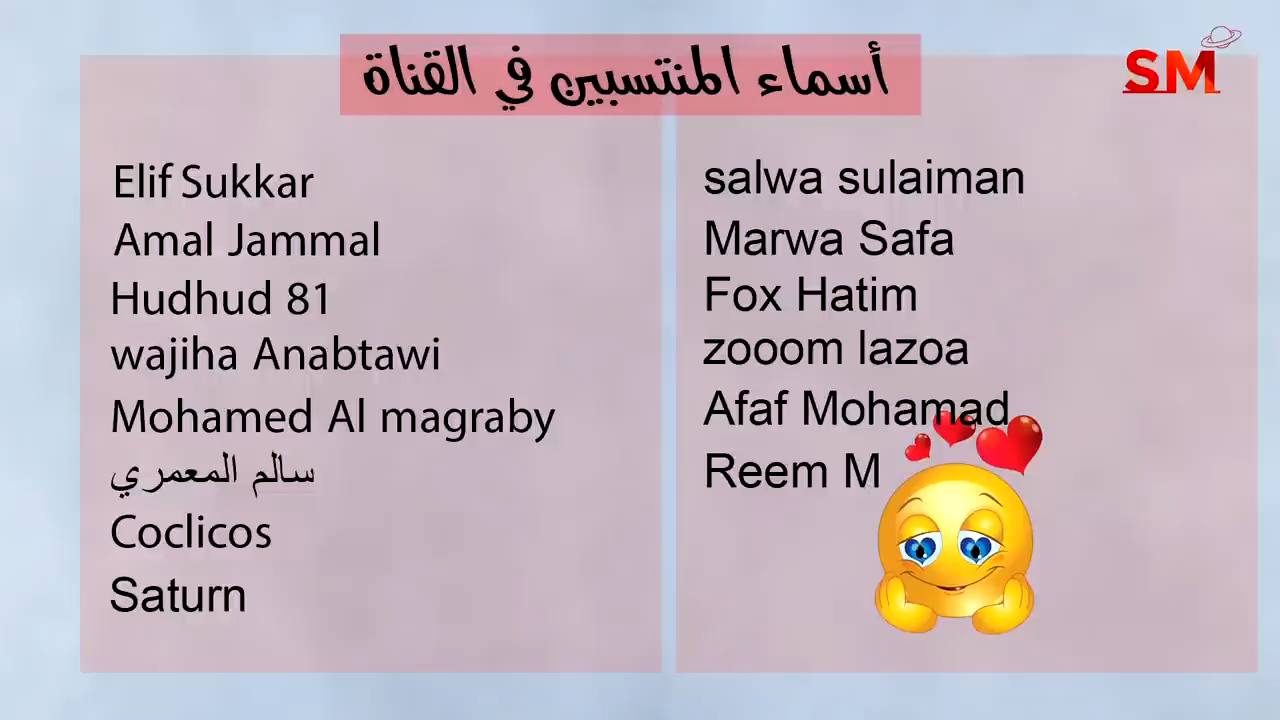 أسماء المنتسبين في القناة
SM
Elif Sukkar
Amal Jammal
Hudhud 81
wajiha Anabtawi
Mohamed Al magraby
سالم المعمري
Coclicos
Saturn
salwa sulaiman
Marwa Safa
Fox Hatim
zooom lazoa
Afaf Mohamad
Reem M